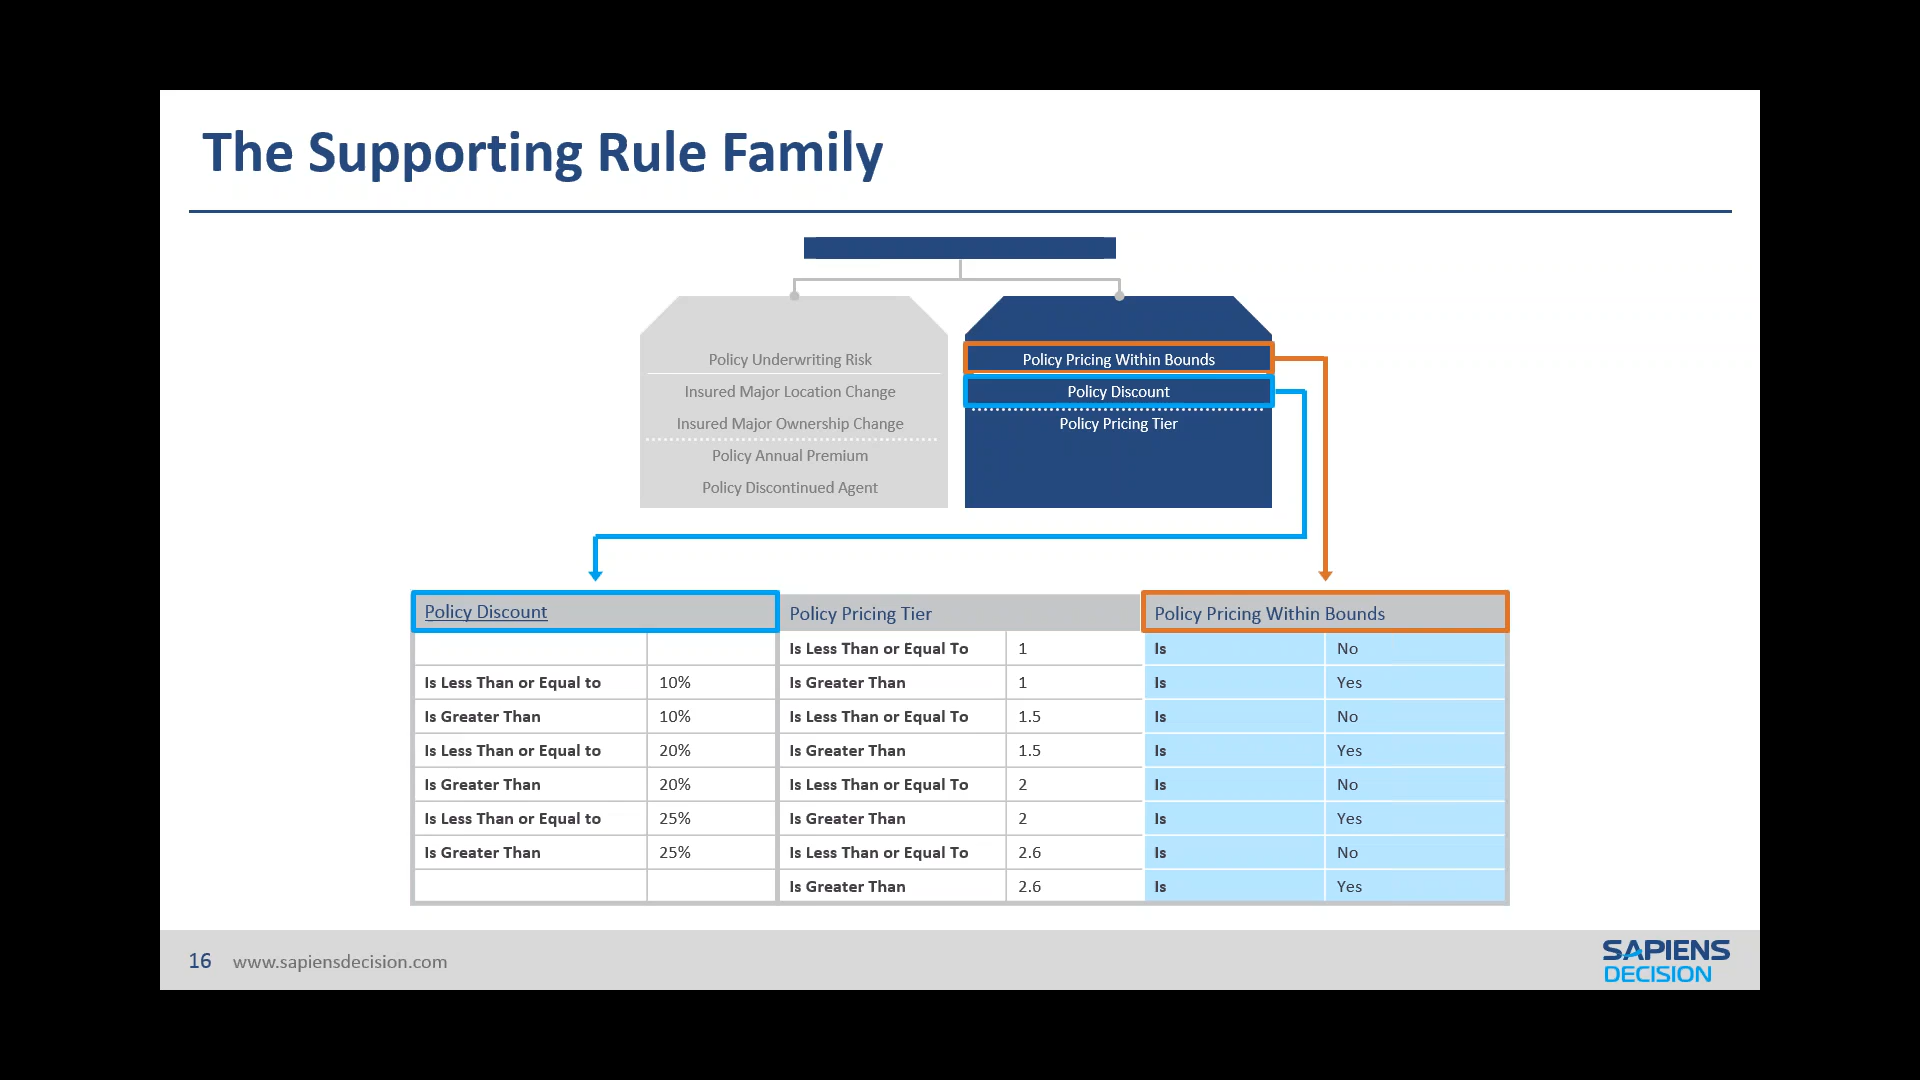 The Supporting Rule Family
Policy Underwriting Risk
Insured Major Location Change
Insured Major Ownership Change
Policy Annual Premium
Policy Discontinued Agent
Policy Pricing Within Bounds
Policy Discount
Policy Pricing Tier
Policy Discount Policy Pricing Tier Policy Pricing Within Bounds
Is Less Than or Equal To 1 Is No
Is Less Than or Equal to 10% Is Greater Than 1 Is Yes
Is Greater Than 10% Is Less Than or Equal To 1.5 Is No
Is Less Than or Equal to 20% Is Greater Than 1.5 Is Yes
Is Greater Than 20% Is Less Than or Equal To 2 Is No
Is Less Than or Equal to 25% Is Greater Than 2 Is Yes
Is Greater Than 25% Is Less Than or Equal To 2.6 Is No
Is Greater Than 2.6 Is Yes
16 www.sapiensdecision.com
SAPIENS
DECISION